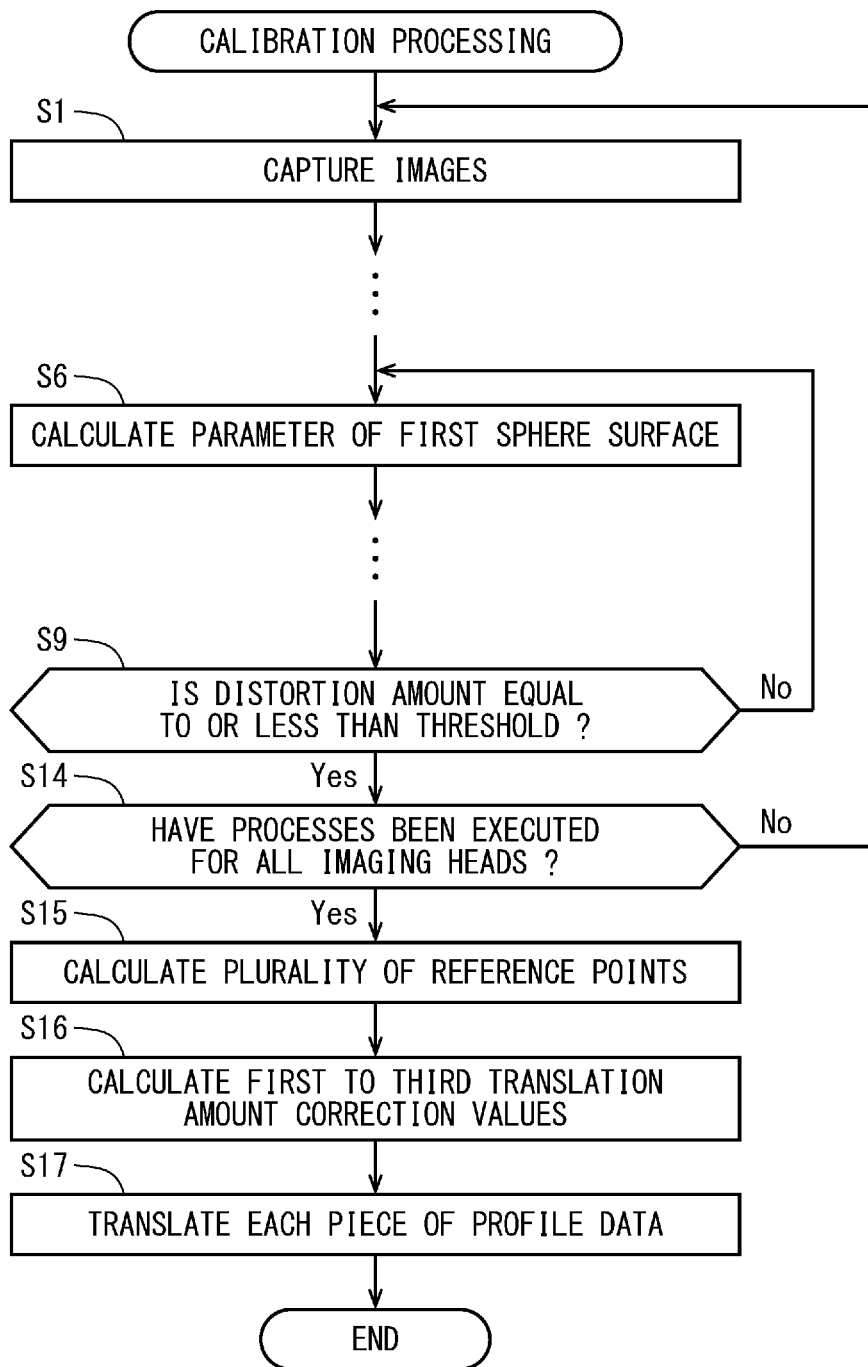 CALIBRATION PROCESSING
S1
CAPTURE IMAGES
S6
CALCULATE PARAMETER OF FIRST SPHERE SURFACE
S9
IS DISTORTION AMOUNT EQUAL
TO OR LESS THAN THRESHOLD ?
No
Yes
S14
HAVE PROCESSES BEEN EXECUTED
FOR ALL IMAGING HEADS ?
No
Yes
S15
CALCULATE PLURALITY OF REFERENCE POINTS
S16
CALCULATE FIRST TO THIRD TRANSLATION
AMOUNT CORRECTION VALUES
S17
TRANSLATE EACH PIECE OF PROFILE DATA
END